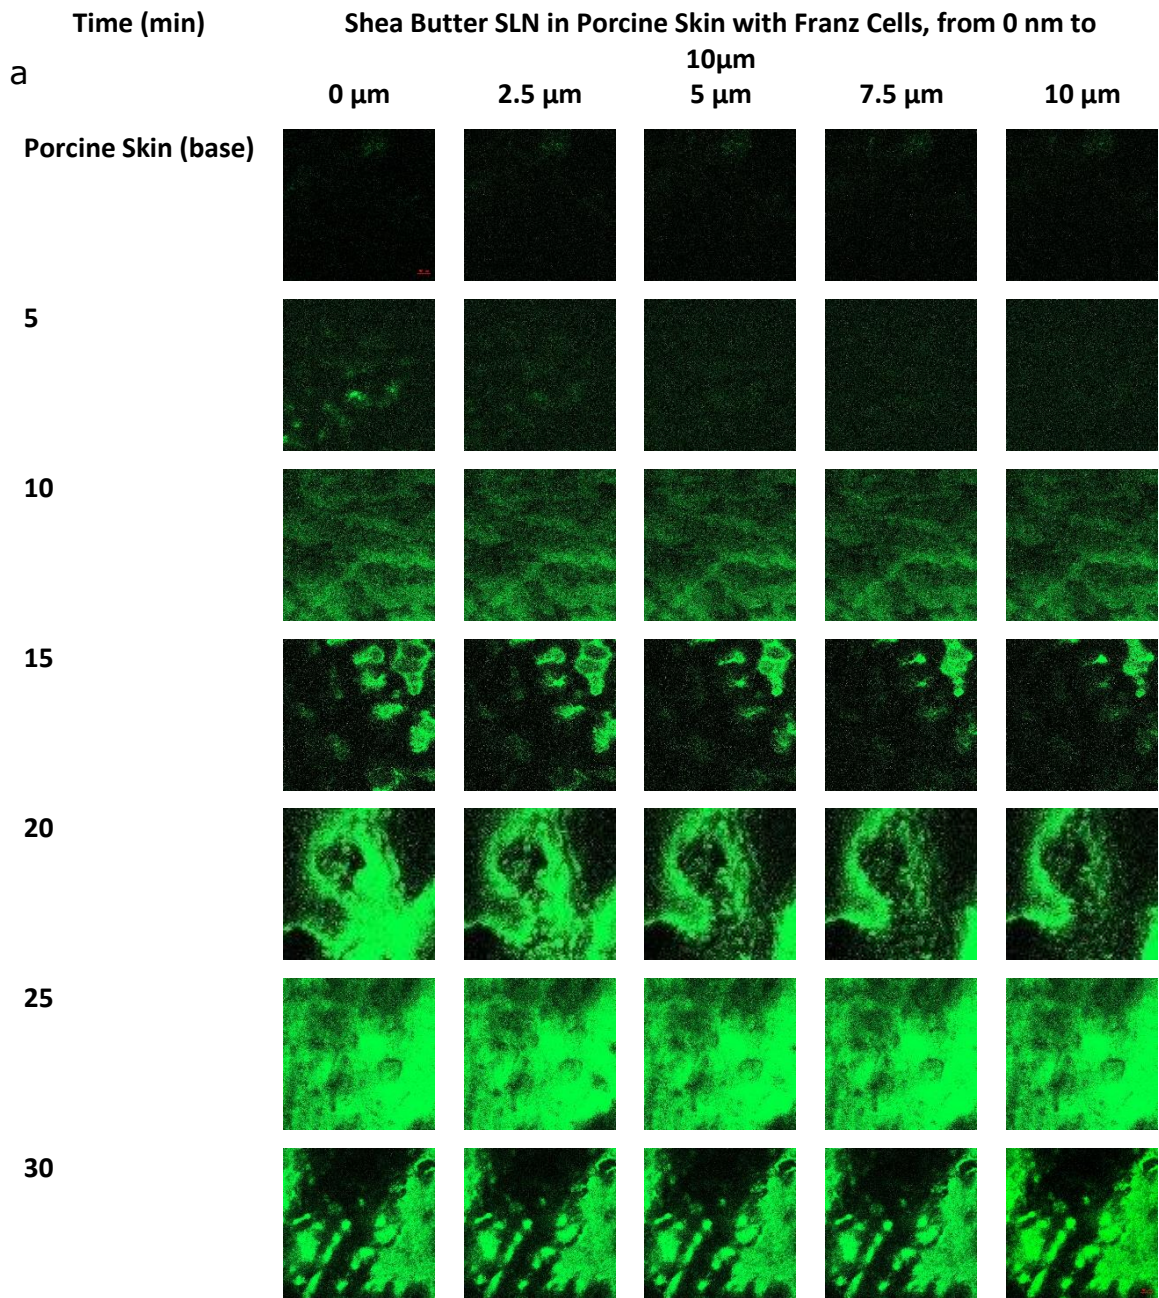 Time (min)
Shea Butter SLN in Porcine Skin with Franz Cells, from 0 nm to
10µm
a
0 µm 2.5 µm 5 µm 7.5 µm 10 µm
Porcine Skin (base)
5
10
15
20
25
30